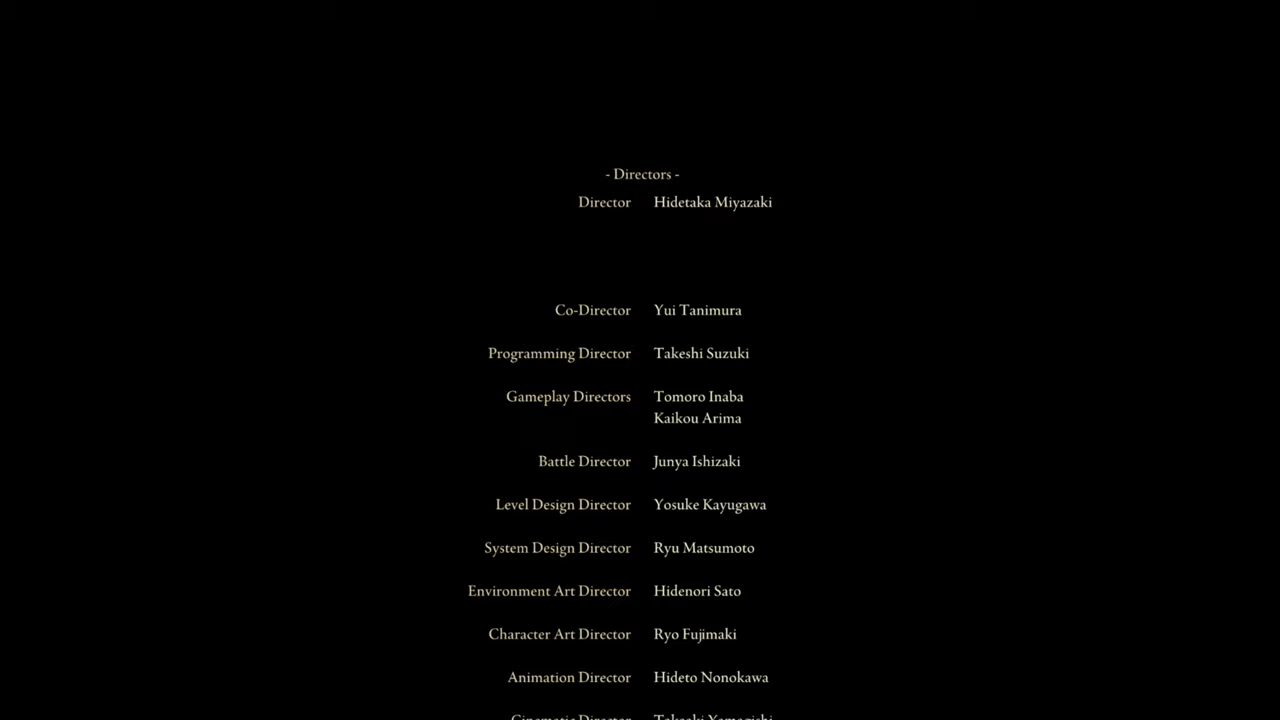 - Directors -
Director Hidetaka Miyazaki
Co-Director Yui Tanimura
Programming Director Takeshi Suzuki
Gameplay Directors Tomoro Inaba
Kaikou Arima
Battle Director Junya Ishizaki
Level Design Director Yosuke Kayugawa
System Design Director Ryu Matsumoto
Environment Art Director Hidenori Sato
Character Art Director Ryo Fujimaki
Animation Director Hideto Nonokawa
Cinematic Director